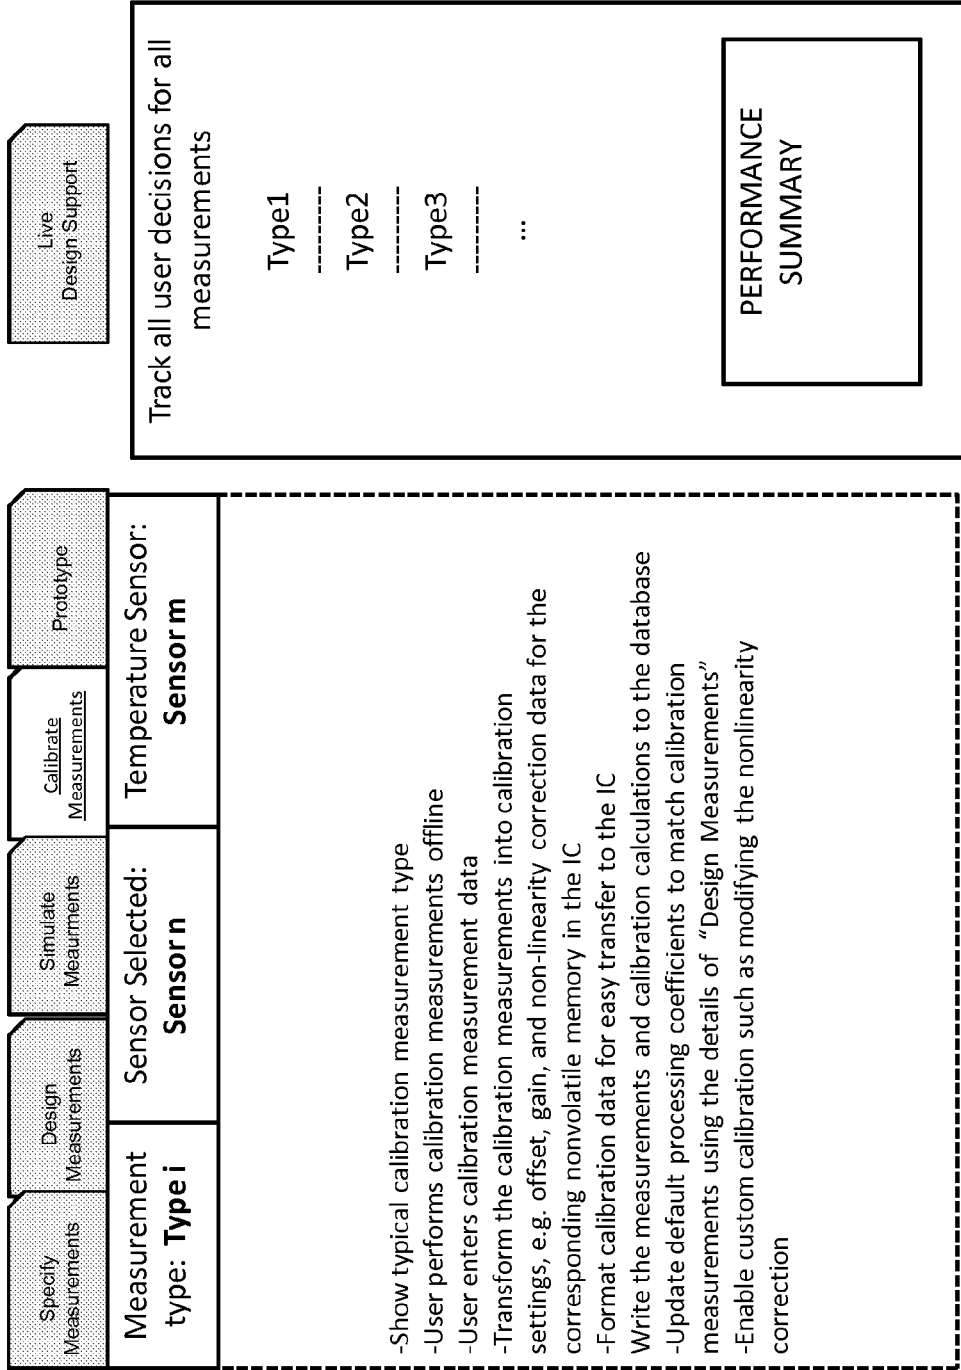 Specify
Measurements
Design
Measurements
Simulate
Meaurments
Calibrate
Measurements
Prototype
Live
Design Support
Measurement
type: Type i
Sensor Selected:
Sensor n
Temperature Sensor:
Sensor m
-Show typical calibration measurement type
-User performs calibration measurements offline
-User enters calibration measurement data
-Transform the calibration measurements into calibration
settings, e.g. offset, gain, and non-linearity correction data for the
corresponding nonvolatile memory in the IC
-Format calibration data for easy transfer to the IC
Write the measurements and calibration calculations to the database
-Update default processing coefficients to match calibration
measurements using the details of “Design Measurements”
-Enable custom calibration such as modifying the nonlinearity
correction
Track all user decisions for all
measurements
Type1
--------
Type2
--------
Type3
--------
...
PERFORMANCE
SUMMARY